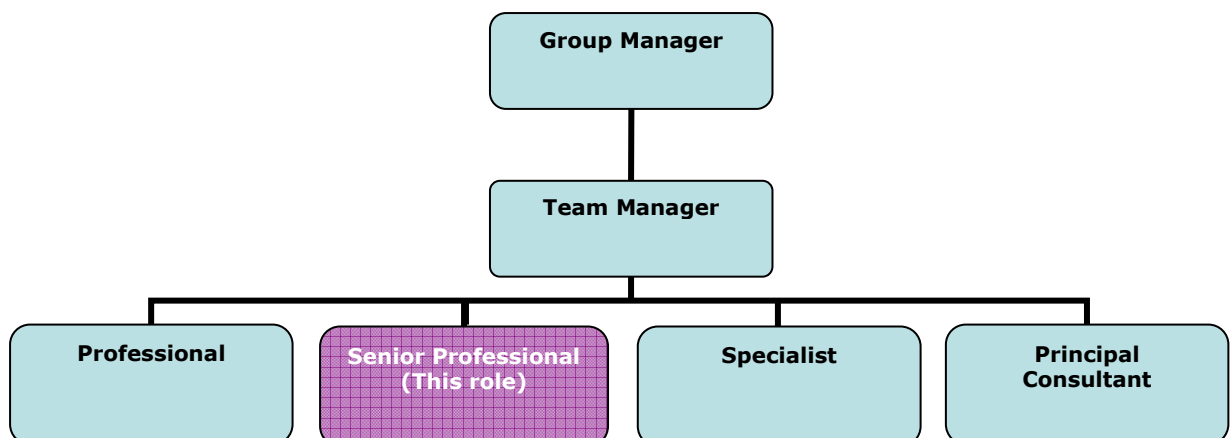 Group Manager
Team Manager
Professional
Senior Professional
(This role)
Specialist
Principal
Consultant